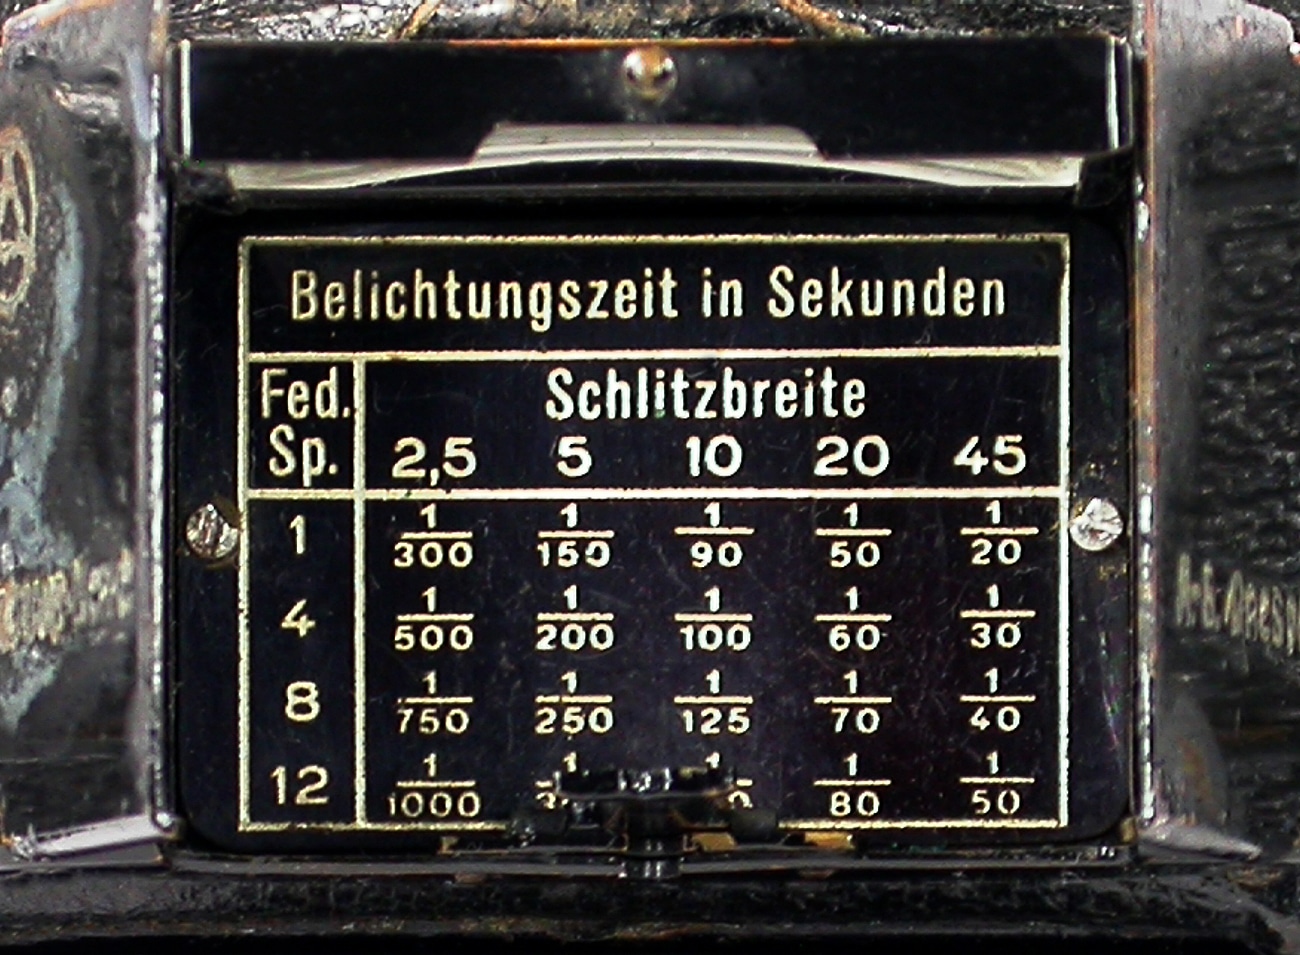 Belichtungszeit in Sekunden
Fed. Schlitzbreite
Sp. 2,5 5 10 20 45
1 1/300 1/150 1/90 1/50 1/20
4 1/500 1/200 1/100 1/60 1/30
8 1/750 1/250 1/125 1/70 1/40
12 1/1000 1/80 1/50